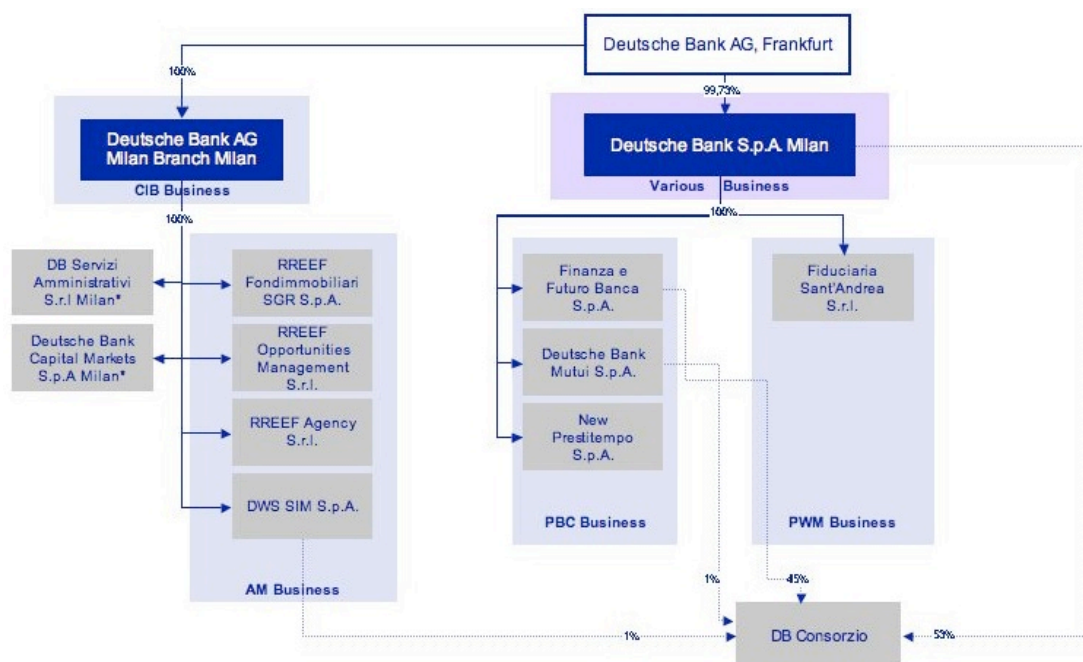 Deutsche Bank AG, Frankfurt
100%
99,73%
Deutsche Bank AG
Milan Branch Milan
CIB Business
Deutsche Bank S.p.A. Milan
Various Business
100%
100%
DB Servizi
Amministrativi
S.r.l Milan*
Deutsche Bank
Capital Markets
S.p.A Milan*
RREEF
Fondimmobiliari
SGR S.p.A.
RREEF
Opportunities
Management
S.r.l.
RREEF Agency
S.r.l.
DWS SIM S.p.A.
AM Business
Finanza e
Futuro Banca
S.p.A.
Deutsche Bank
Mutui S.p.A.
New
Prestitempo
S.p.A.
PBC Business
Fiduciaria
Sant'Andrea
S.r.l.
PWM Business
1%
45%
1%
DB Consorzio
53%